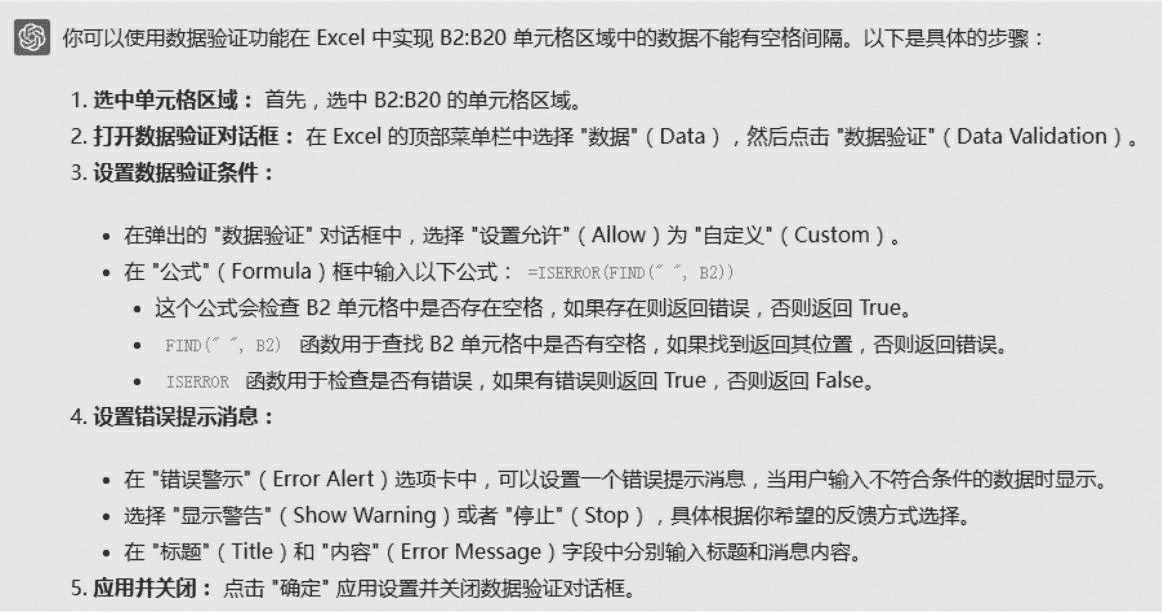 你可以使用数据验证功能在 Excel 中实现 B2:B20 单元格区域中的数据不能有空格间隔。以下是具体的步骤：
1. 选中单元格区域： 首先，选中 B2:B20 的单元格区域。
2. 打开数据验证对话框： 在 Excel 的顶部菜单栏中选择 "数据"（Data），然后点击 "数据验证"（Data Validation）。
3. 设置数据验证条件：
• 在弹出的 "数据验证" 对话框中，选择 "设置允许"（Allow）为 "自定义"（Custom）。
• 在 "公式"（Formula）框中输入以下公式： =ISERROR(FIND(" ", B2))
• 这个公式会检查 B2 单元格中是否存在空格，如果存在则返回错误，否则返回 True。
• FIND(" ", B2) 函数用于查找 B2 单元格中是否有空格，如果找到返回其位置，否则返回错误。
• ISERROR 函数用于检查是否有错误，如果有错误则返回 True，否则返回 False。
4. 设置错误提示消息：
• 在 "错误警示"（Error Alert）选项卡中，可以设置一个错误提示消息，当用户输入不符合条件的数据时显示。
• 选择 "显示警告"（Show Warning）或者 "停止"（Stop），具体根据你希望的反馈方式选择。
• 在 "标题"（Title）和 "内容"（Error Message）字段中分别输入标题和消息内容。
5. 应用并关闭： 点击 "确定" 应用设置并关闭数据验证对话框。